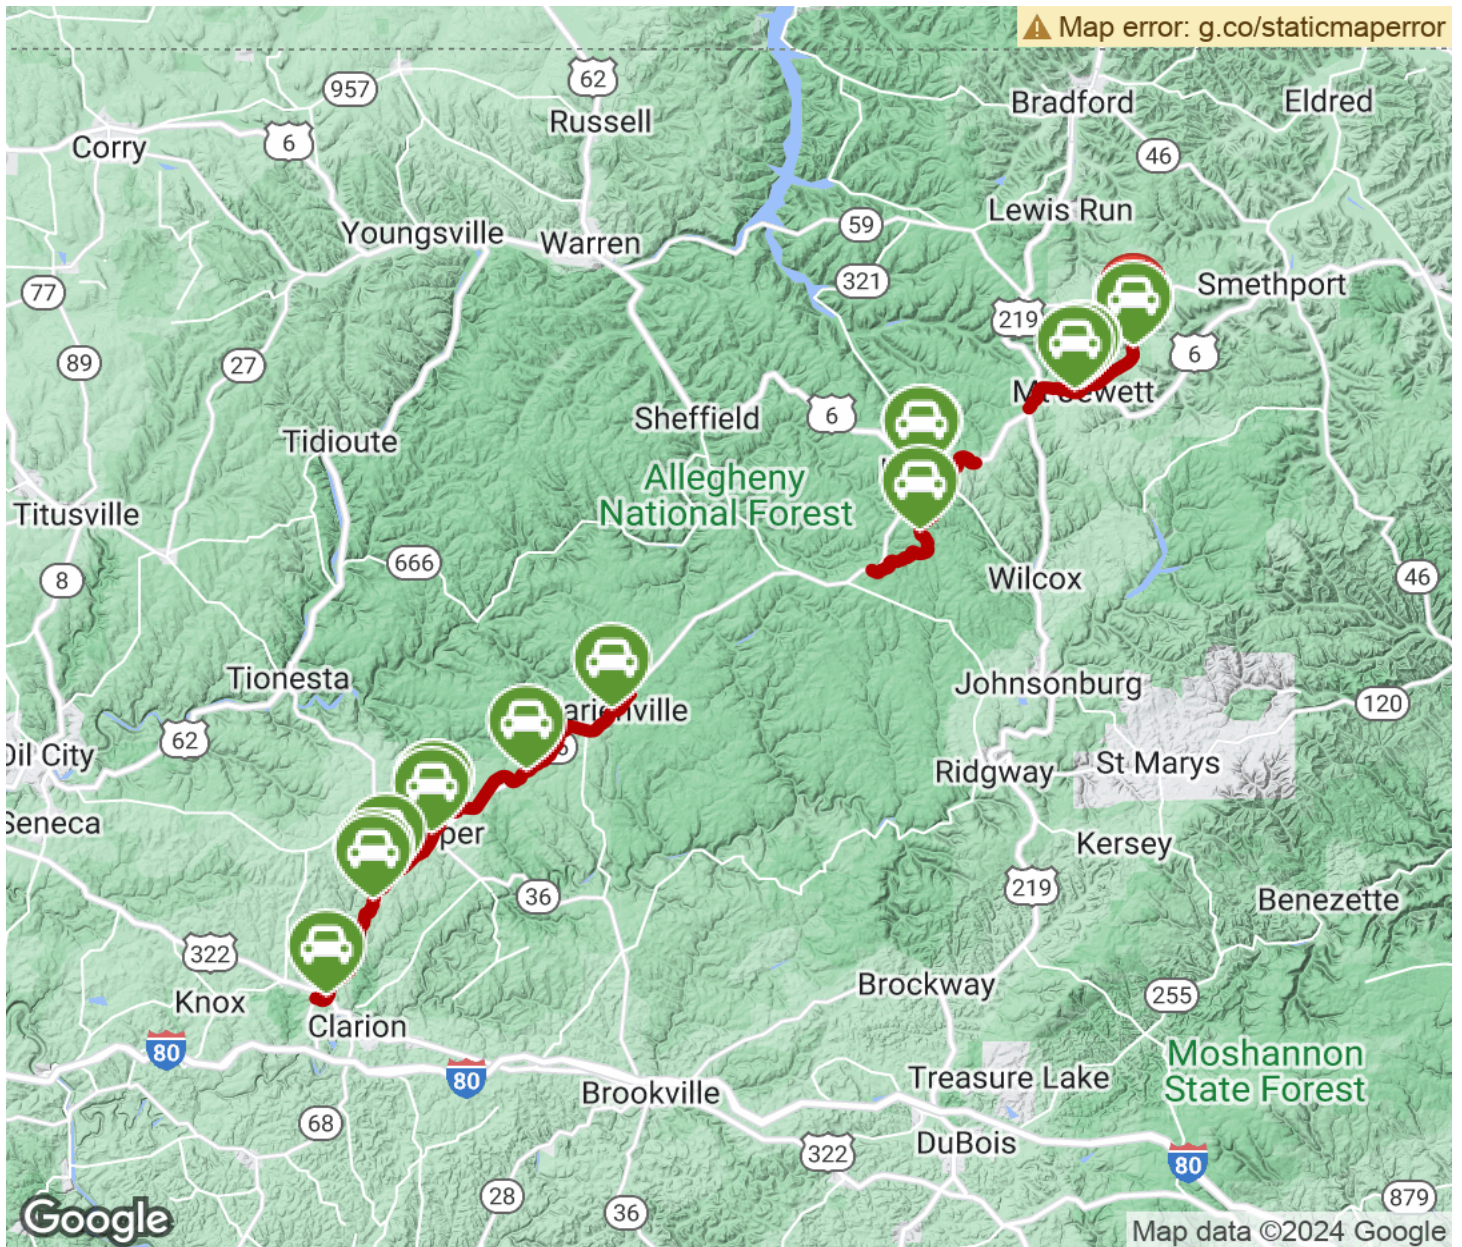 Map error: g.co/staticmaperror
957
62
Russell
Bradford
Eldred
6
Corry
46
Lewis Run
Youngsville
Warren
59
321
Smethport
77
219
6
89
27
Sheffield
6
Tidioute
Allegheny
National Forest
Titusville
666
8
Wilcox
46
Tionesta
Johnsonburg
120
62
Oil City
Ridgway
St Marys
Seneca
Kersey
219
36
Benezette
322
Knox
Brockway
255
Clarion
80
80
Moshannon
State Forest
Treasure Lake
Brookville
68
DuBois
322
80
28
36
879
Google
Map data ©2024 Google